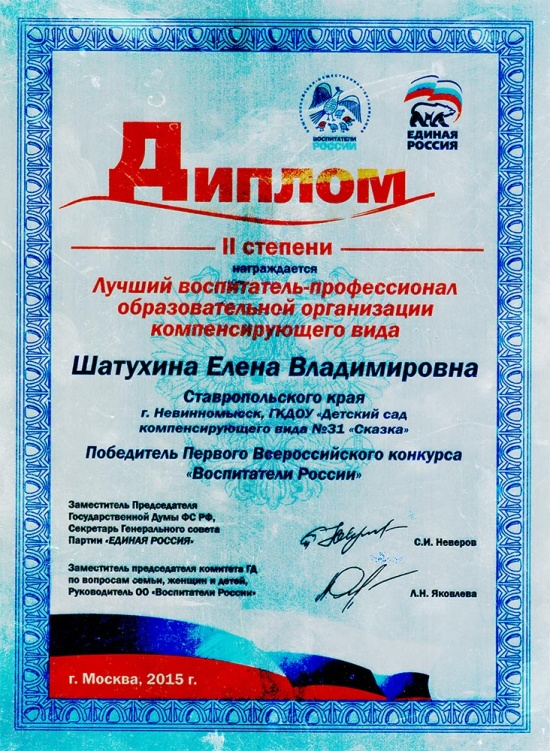 ВОСПИТАТЕЛИ
РОССИИ
ЕДИНАЯ
РОССИЯ
ДИПЛОМ
II степени
награждается
Лучший воспитатель-профессионал
образовательной организации
компенсирующего вида
Шатухина Елена Владимировна
Ставропольского края
г. Невинномысск, ГКДОУ «Детский сад
компенсирующего вида №31 «Сказка»
Победитель Первого Всероссийского конкурса
«Воспитатели России»
Заместитель Председателя
Государственной Думы ФС РФ,
Секретарь Генерального совета
Партии «ЕДИНАЯ РОССИЯ»
С.И. Неверов
Заместитель председателя комитета ГД
по вопросам семьи, женщин и детей,
Руководитель ОО «Воспитатели России»
Л.Н. Яковлева
г. Москва, 2015 г.